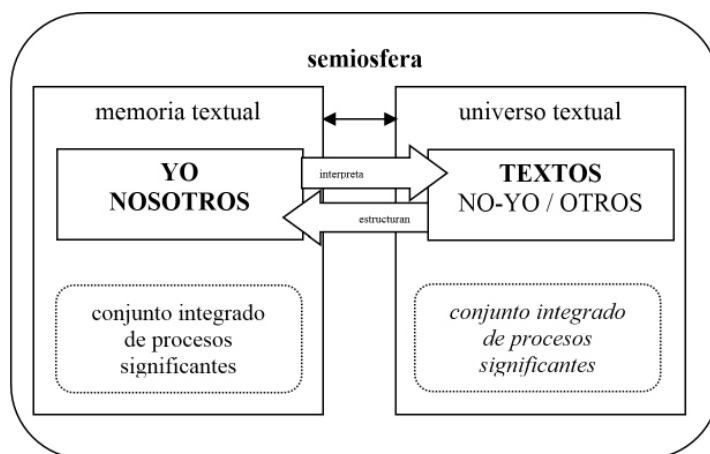 semiosfera
memoria textual
YO
NOSOTROS
conjunto integrado
de procesos
significantes
interpreta
estructuran
universo textual
TEXTOS
NO-YO / OTROS
conjunto integrado
de procesos
significantes